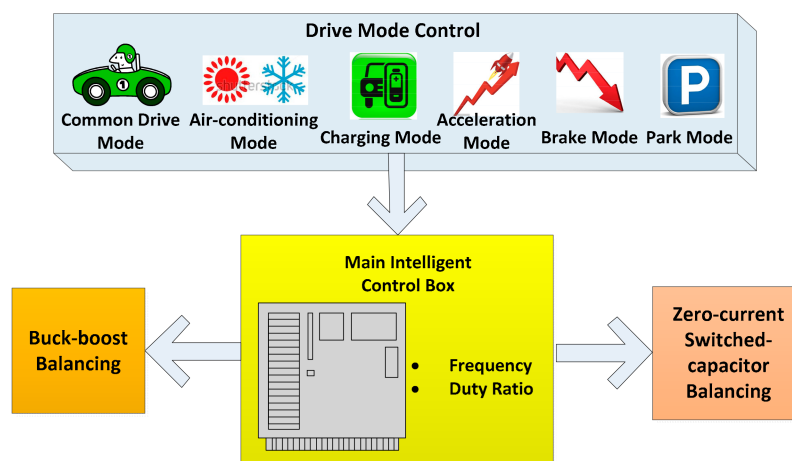 Drive Mode Control
1
P
Common Drive
Mode
Air-conditioning
Mode
Charging Mode
Acceleration
Mode
Brake Mode
Park Mode
Main Intelligent
Control Box
• Frequency
• Duty Ratio
Buck-boost
Balancing
Zero-current
Switched-
capacitor
Balancing